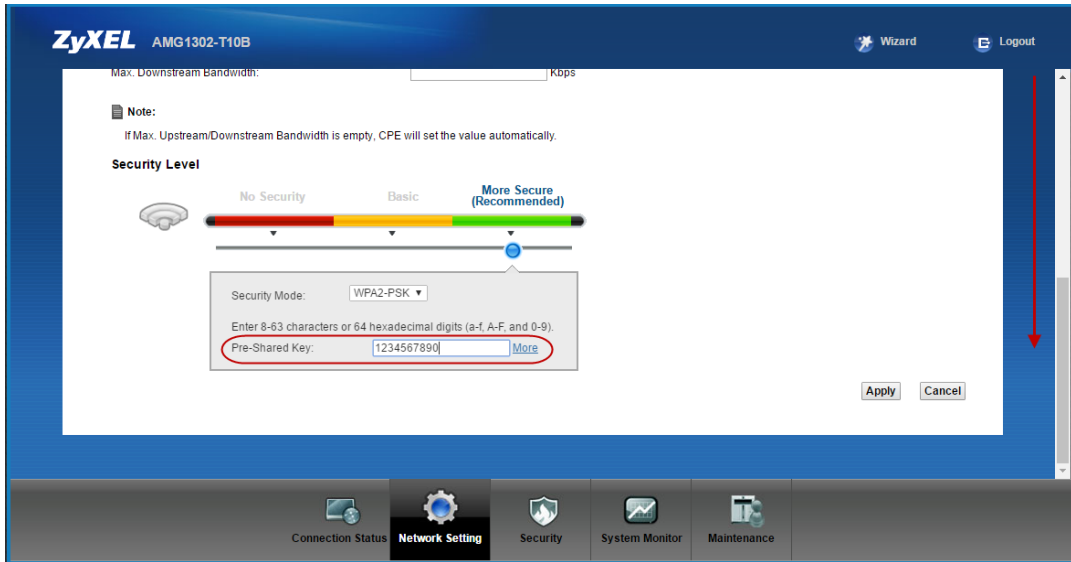 ZyXEL AMG1302-T10B
Wizard
Logout
Max. Downstream Bandwidth: Kbps
Note:
If Max. Upstream/Downstream Bandwidth is empty, CPE will set the value automatically.
Security Level
No Security
Basic
More Secure
(Recommended)
Security Mode: WPA2-PSK
Enter 8-63 characters or 64 hexadecimal digits (a-f, A-F, and 0-9).
Pre-Shared Key: 1234567890 More
Apply Cancel
Connection Status Network Setting Security System Monitor Maintenance